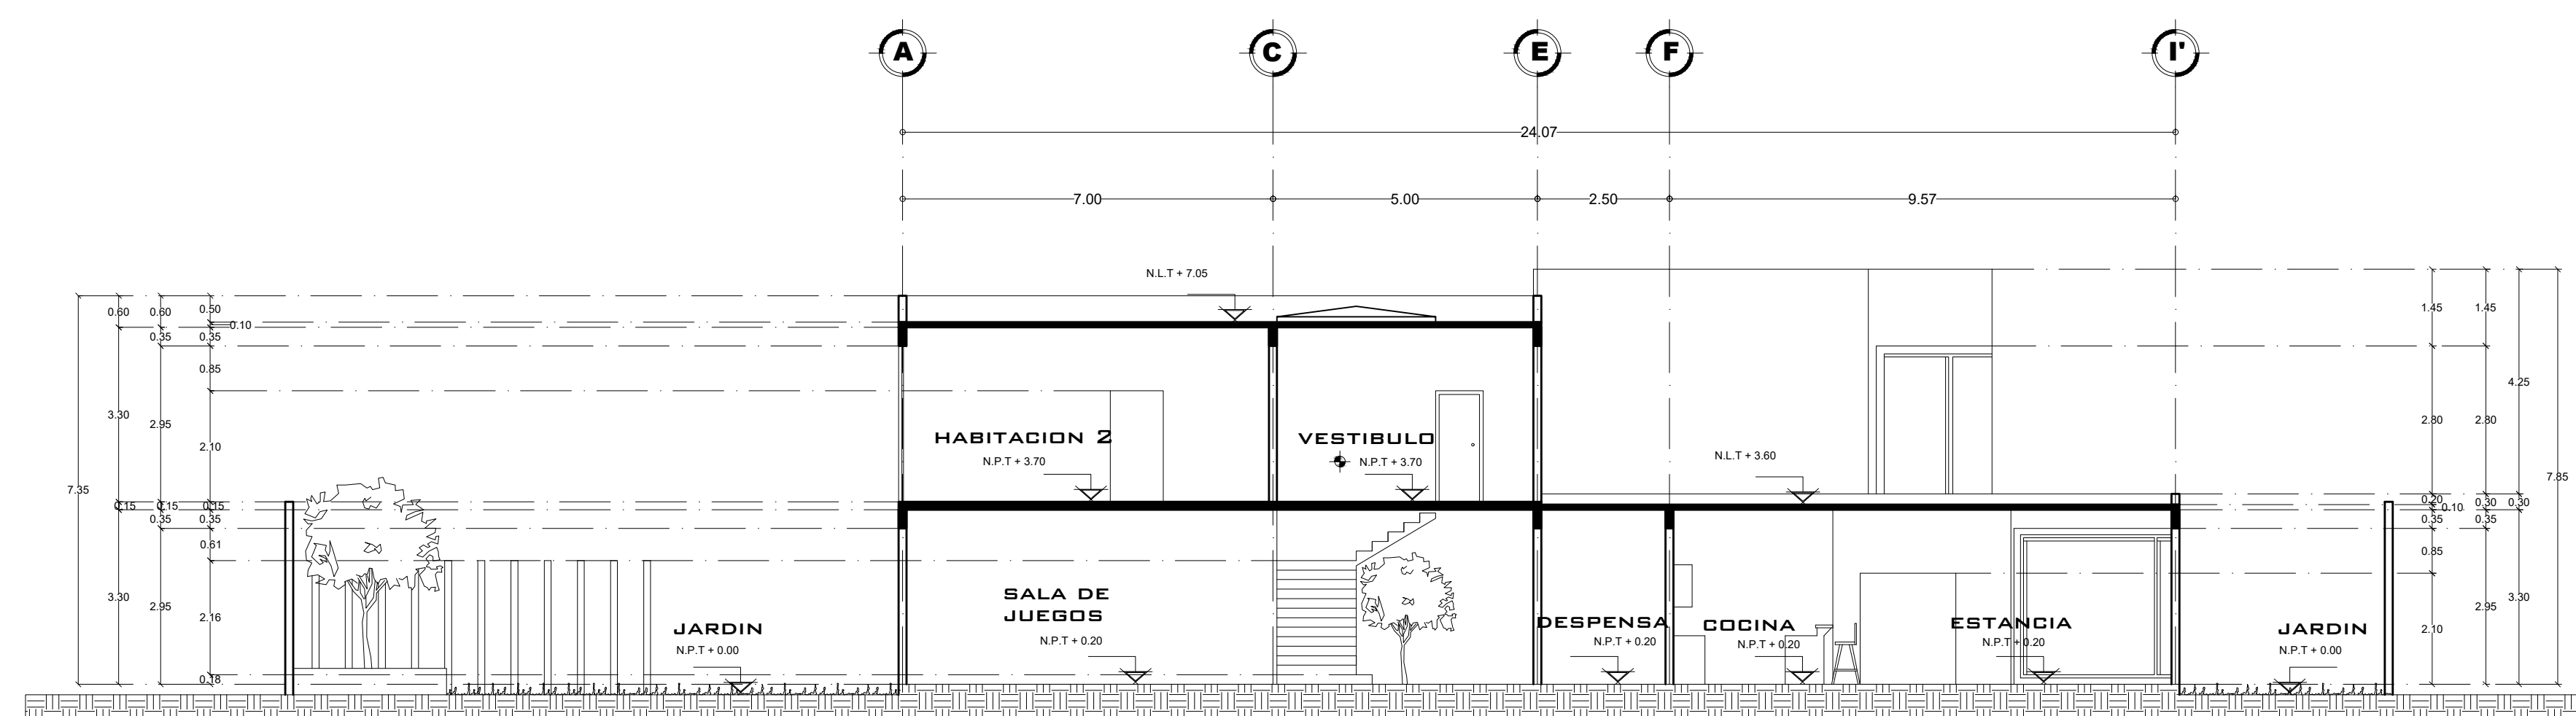 A C E F I'
24.07
7.00 5.00 2.50 9.57
N.L.T + 7.05
0.60 0.60 0.50 1.45 1.45
0.10
0.35 0.35
0.85
4.25
3.30 2.95 2.10 2.80 2.80
HABITACION 2 VESTIBULO
N.P.T + 3.70 N.P.T + 3.70
N.L.T + 3.60
7.35 7.85
0.15 0.15 0.15 0.20 0.30 0.30
0.10
0.35 0.35 0.35 0.35
0.61 0.85
3.30 2.95 2.16 2.10 2.95 3.30
SALA DE
JUEGOS
N.P.T + 0.20
JARDIN
N.P.T + 0.00
DESPENSA
N.P.T + 0.20
COCINA
N.P.T + 0.20
ESTANCIA
N.P.T + 0.20
JARDIN
N.P.T + 0.00
0.18